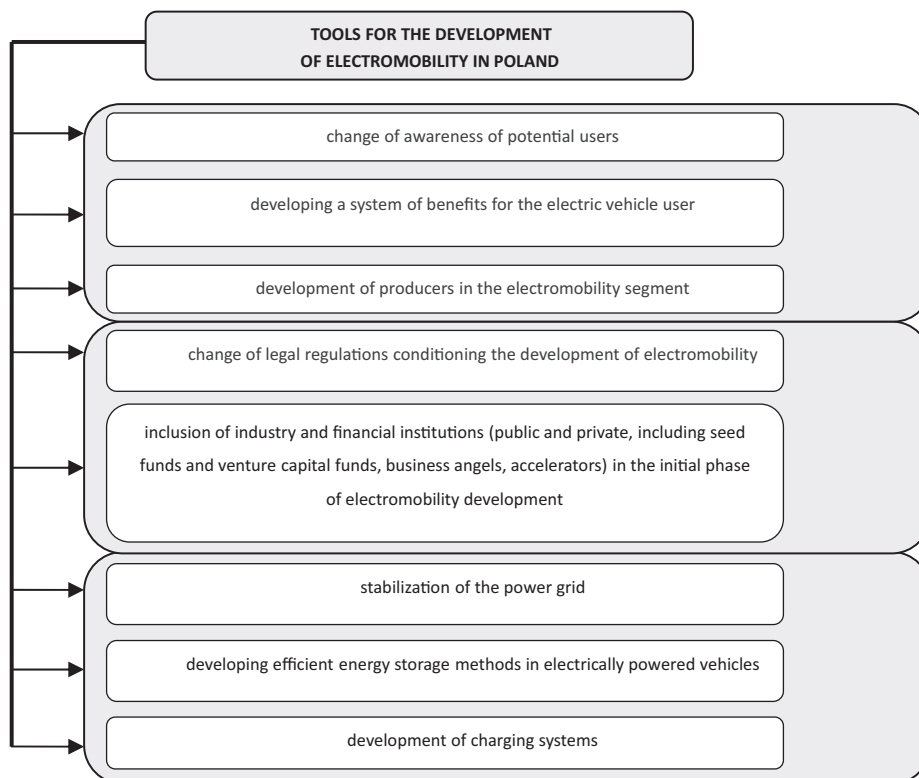 TOOLS FOR THE DEVELOPMENT
OF ELECTROMOBILITY IN POLAND
change of awareness of potential users
developing a system of benefits for the electric vehicle user
development of producers in the electromobility segment
change of legal regulations conditioning the development of electromobility
inclusion of industry and financial institutions (public and private, including seed
funds and venture capital funds, business angels, accelerators) in the initial phase
of electromobility development
stabilization of the power grid
developing efficient energy storage methods in electrically powered vehicles
development of charging systems